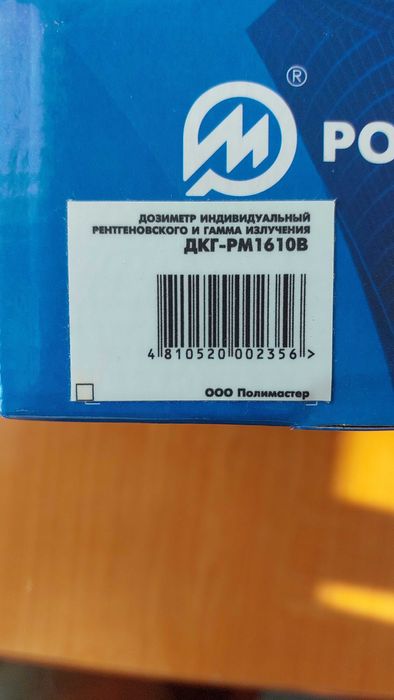 ®
PO
ДОЗИМЕТР ИНДИВИДУАЛЬНЫЙ
РЕНТГЕНОВСКОГО И ГАММА ИЗЛУЧЕНИЯ
ДКГ-РМ1610В
4 810520 002356 >
ООО Полимастер